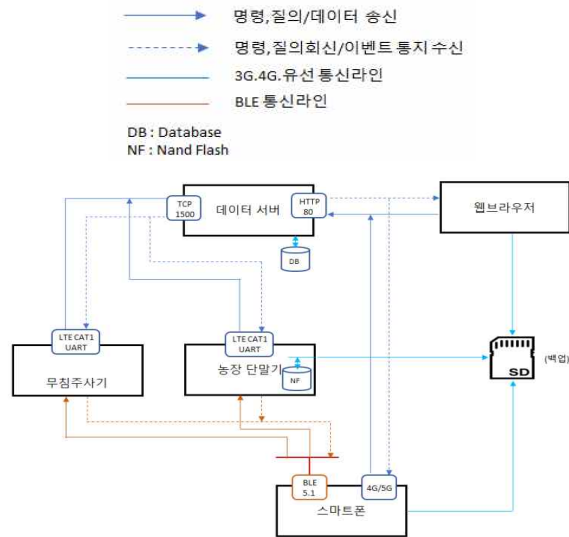 명령,질의/데이터 송신
명령,질의회신/이벤트 통지 수신
3G.4G.유선 통신라인
BLE 통신라인
DB : Database
NF : Nand Flash
TCP
1500
데이터 서버
HTTP
80
웹브라우저
DB
LTE CAT1
UART
무침주사기
LTE CAT1
UART
농장 단말기
NF
SD
(백업)
BLE
5.1
4G/5G
스마트폰